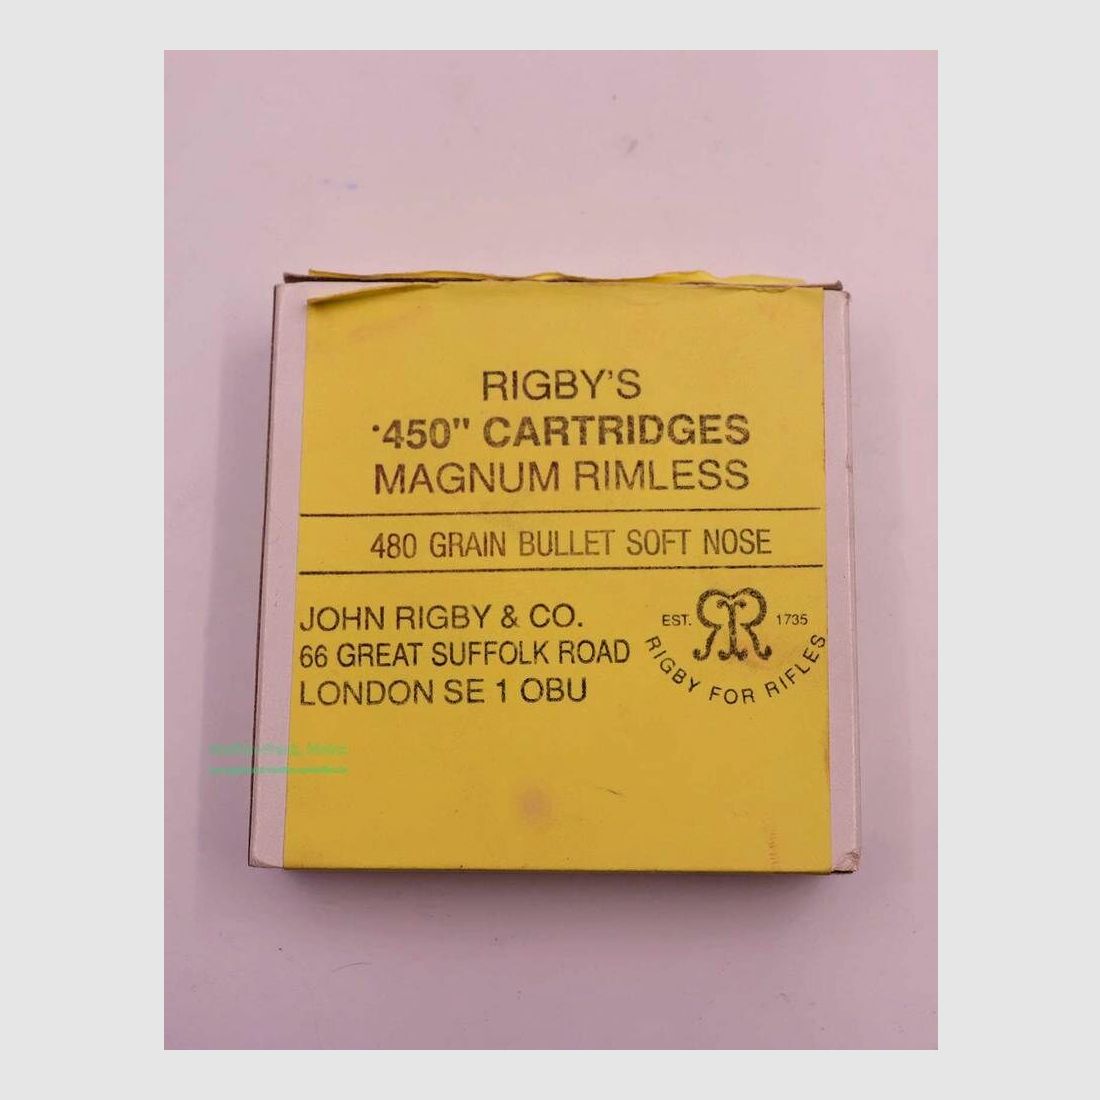 RIGBY'S
·450" CARTRIDGES
MAGNUM RIMLESS
480 GRAIN BULLET SOFT NOSE
JOHN RIGBY & CO.
66 GREAT SUFFOLK ROAD
LONDON SE 1 OBU
EST. RR 1735
RIGBY FOR RIFLES